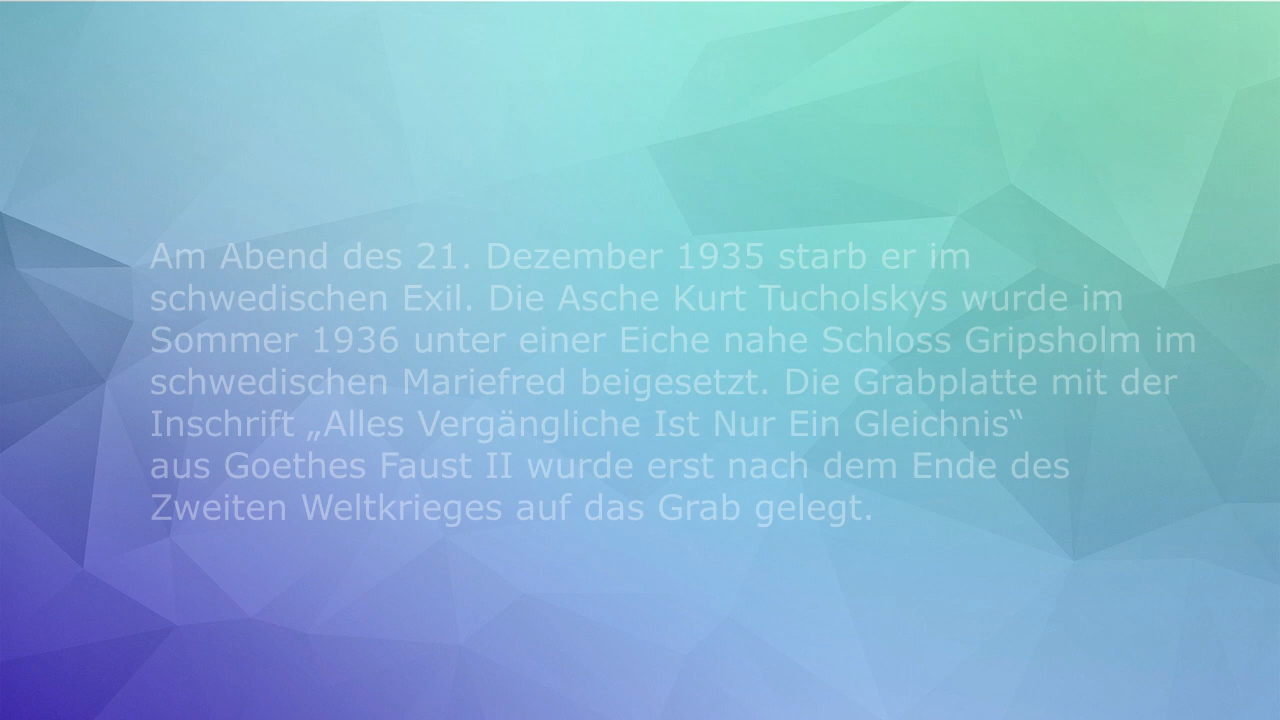 Am Abend des 21. Dezember 1935 starb er im
schwedischen Exil. Die Asche Kurt Tucholskys wurde im
Sommer 1936 unter einer Eiche nahe Schloss Gripsholm im
schwedischen Mariefred beigesetzt. Die Grabplatte mit der
Inschrift „Alles Vergängliche Ist Nur Ein Gleichnis“
aus Goethes Faust II wurde erst nach dem Ende des
Zweiten Weltkrieges auf das Grab gelegt.